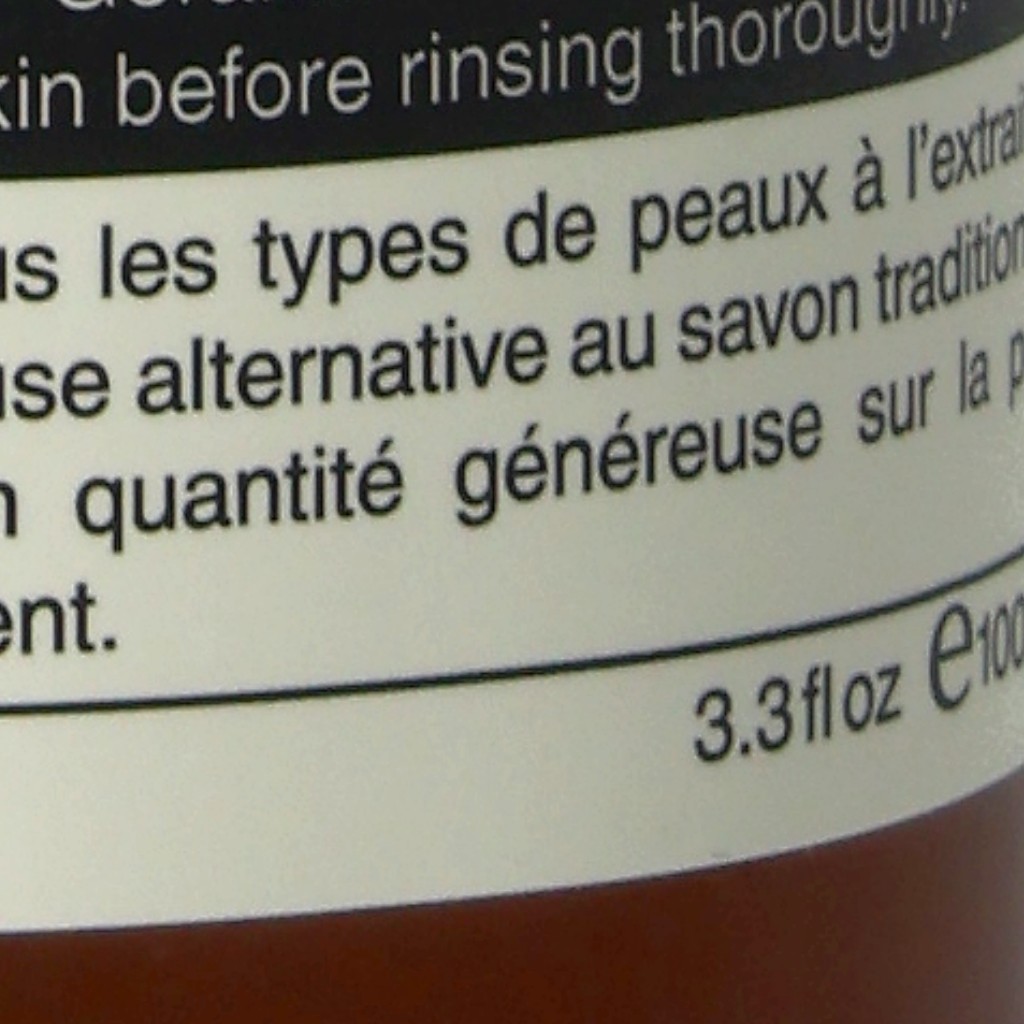 kin before rinsing thoroughly.
us les types de peaux à l'extrai
use alternative au savon tradition
n quantité généreuse sur la p
ent.
3.3 fl oz e 100